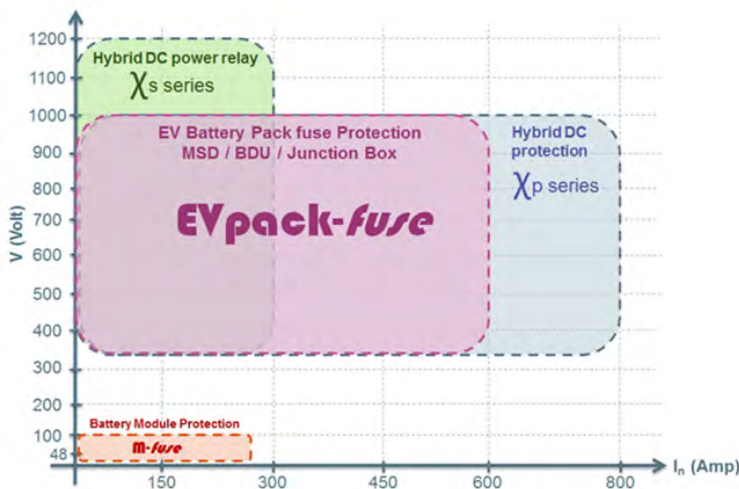 1200
1100
1000
900
800
700
600
500
400
300
200
100
48
V (Volt)
Hybrid DC power relay
χs series
EV Battery Pack fuse Protection
MSD / BDU / Junction Box
EVpack-fuse
Hybrid DC
protection
χp series
Battery Module Protection
m-fuse
150
300
450
600
800
In (Amp)